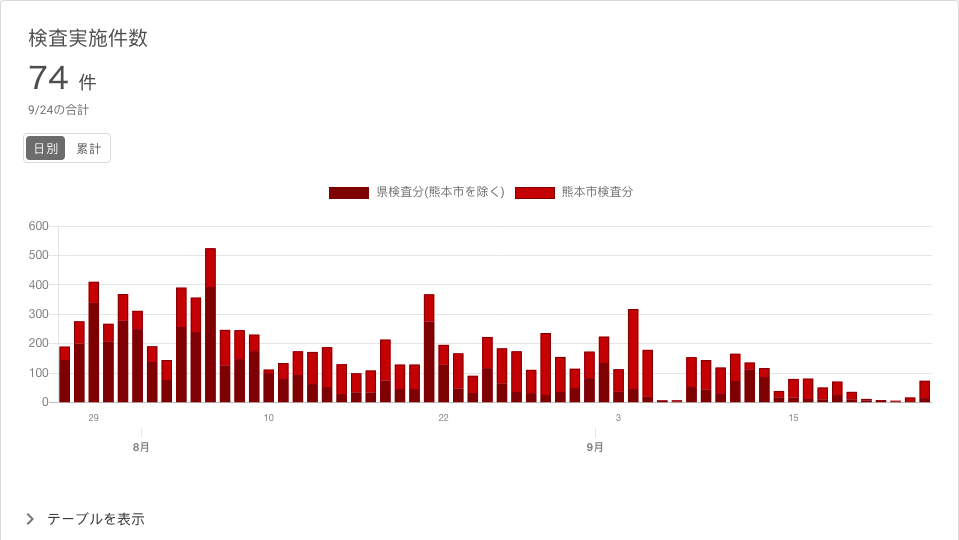 検査実施件数
74 件
9/24の合計
日別 累計
県検査分(熊本市を除く) 熊本市検査分
600
500
400
300
200
100
0
29 10 22 3 15
8月 9月
テーブルを表示